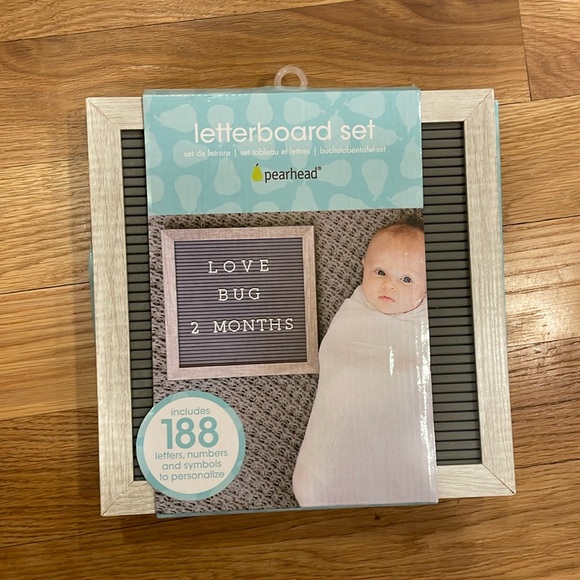 letterboard set
set de letrero | set tableau et lettres | buchstabentafel-set
pearhead®
LOVE
BUG
2 MONTHS
includes
188
letters, numbers
and symbols
to personalize